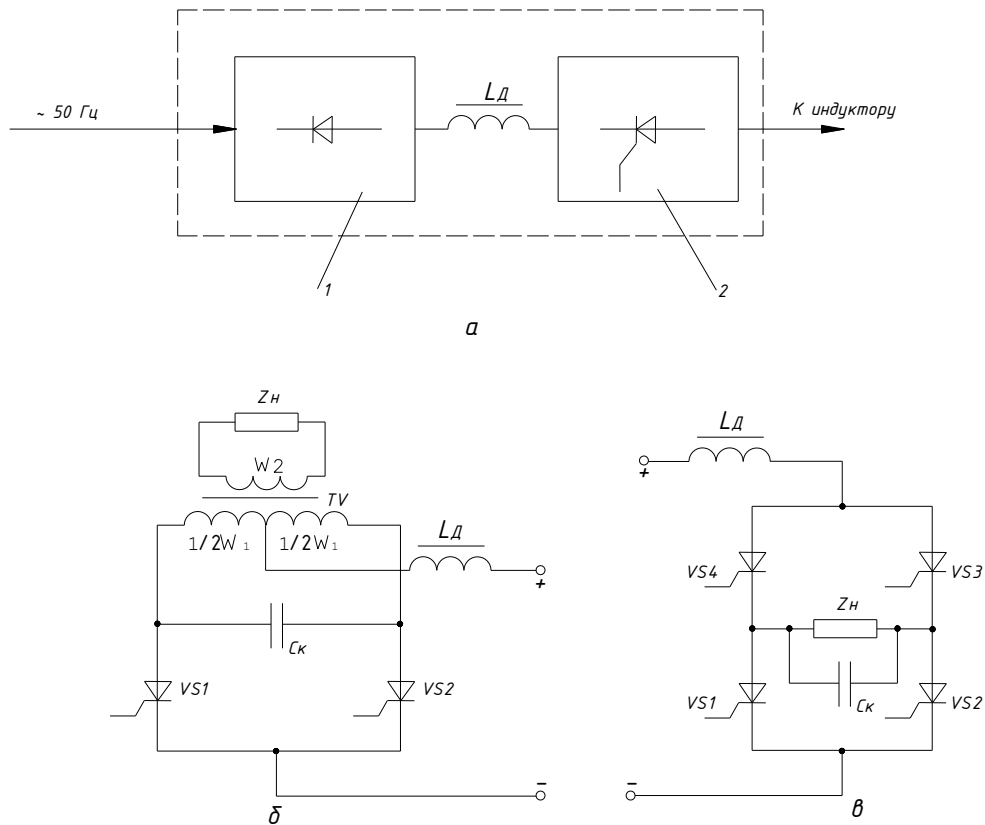 ~ 50 Гц
Lд
К индуктору
1
2
а
Zн
W2
TV
1/2W1
1/2W1
Lд
+
Cк
VS1
VS2
−
б
Lд
+
VS4
VS3
Zн
Cк
VS1
VS2
−
в